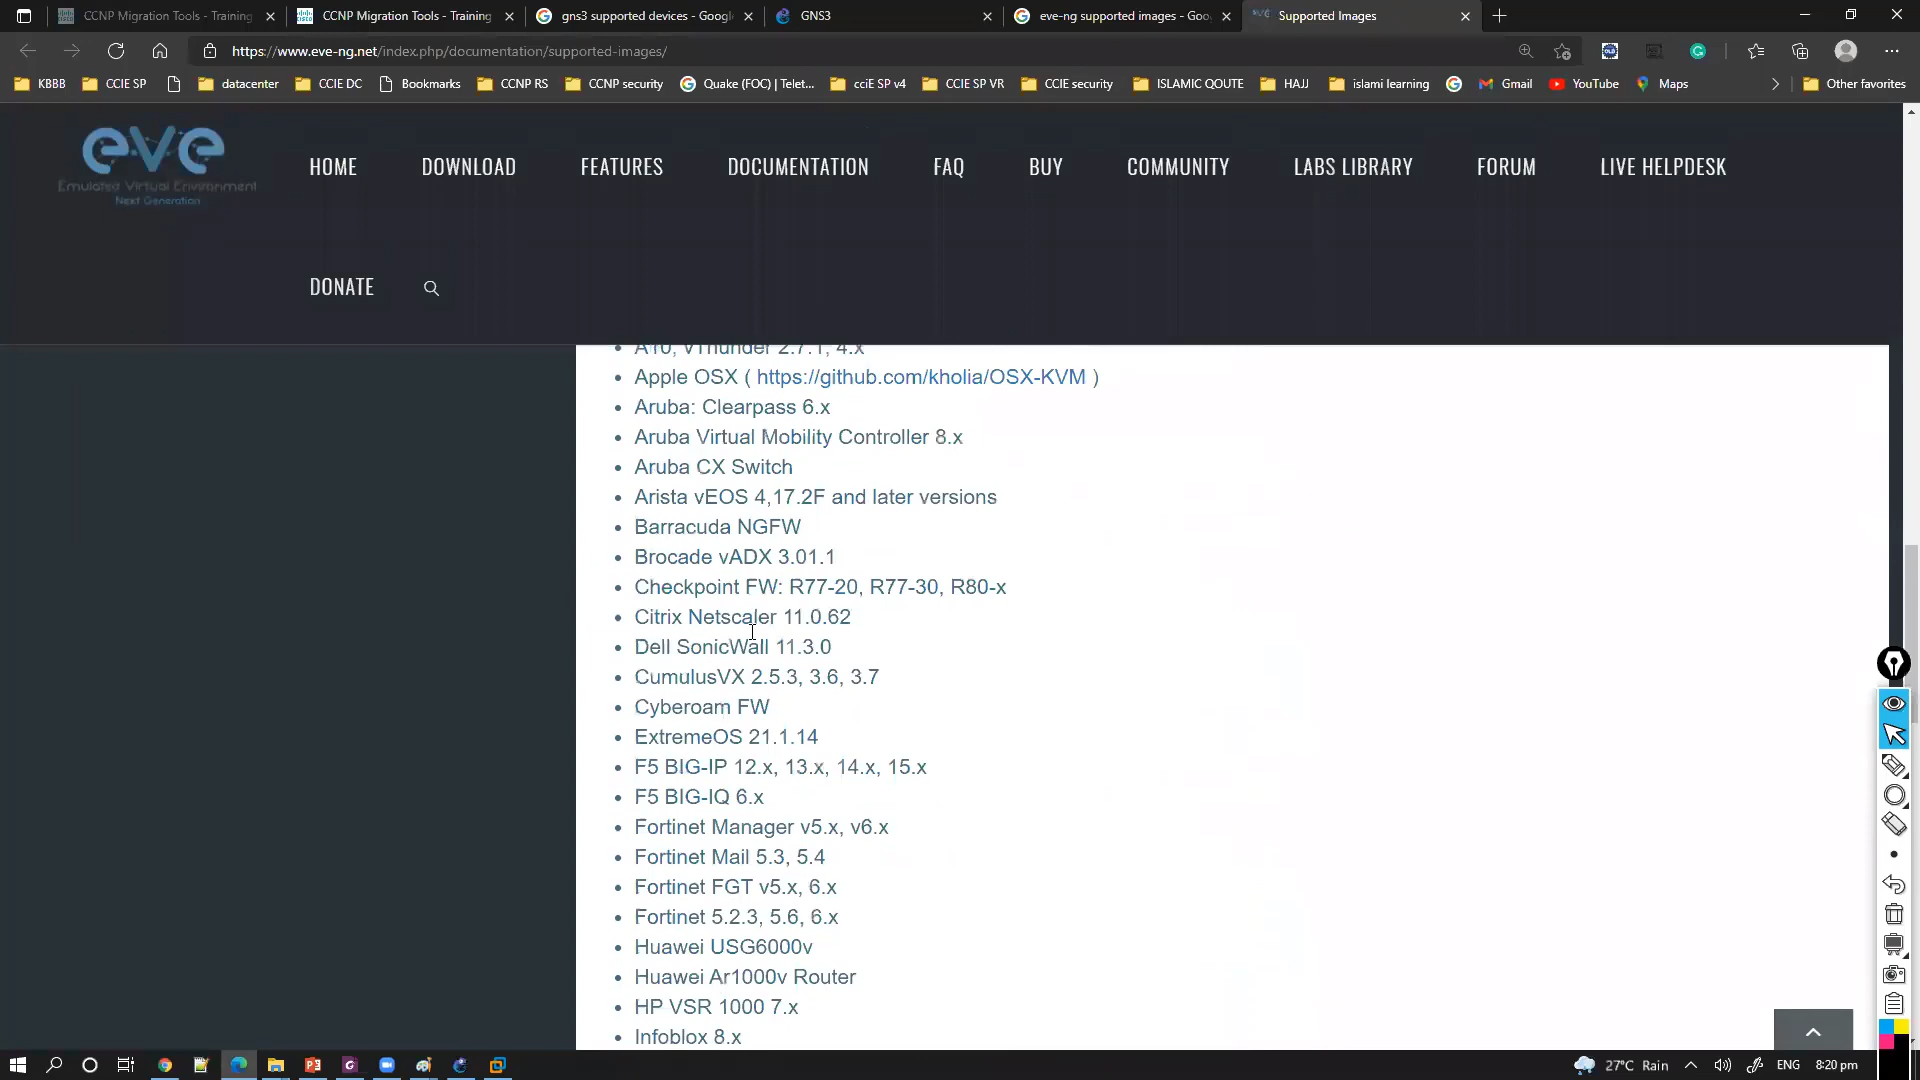 CCNP Migration Tools - Training
CCNP Migration Tools - Training
gns3 supported devices - Googl
GNS3
eve-ng supported images - Goo
Supported Images
https://www.eve-ng.net/index.php/documentation/supported-images/
KBBB
CCIE SP
datacenter
CCIE DC
Bookmarks
CCNP RS
CCNP security
Quake (FOC) | Telet...
cciE SP v4
CCIE SP VR
CCIE security
ISLAMIC QOUTE
HAJJ
islami learning
Gmail
YouTube
Maps
Other favorites
eve
Emulated Virtual Environment
Next Generation
HOME
DOWNLOAD
FEATURES
DOCUMENTATION
FAQ
BUY
COMMUNITY
LABS LIBRARY
FORUM
LIVE HELPDESK
DONATE
A10, vThunder 2.7.1, 4.x
Apple OSX ( https://github.com/kholia/OSX-KVM )
Aruba: Clearpass 6.x
Aruba Virtual Mobility Controller 8.x
Aruba CX Switch
Arista vEOS 4,17.2F and later versions
Barracuda NGFW
Brocade vADX 3.01.1
Checkpoint FW: R77-20, R77-30, R80-x
Citrix Netscaler 11.0.62
Dell SonicWall 11.3.0
CumulusVX 2.5.3, 3.6, 3.7
Cyberoam FW
ExtremeOS 21.1.14
F5 BIG-IP 12.x, 13.x, 14.x, 15.x
F5 BIG-IQ 6.x
Fortinet Manager v5.x, v6.x
Fortinet Mail 5.3, 5.4
Fortinet FGT v5.x, 6.x
Fortinet 5.2.3, 5.6, 6.x
Huawei USG6000v
Huawei Ar1000v Router
HP VSR 1000 7.x
Infoblox 8.x
27°C Rain
ENG
8:20 pm